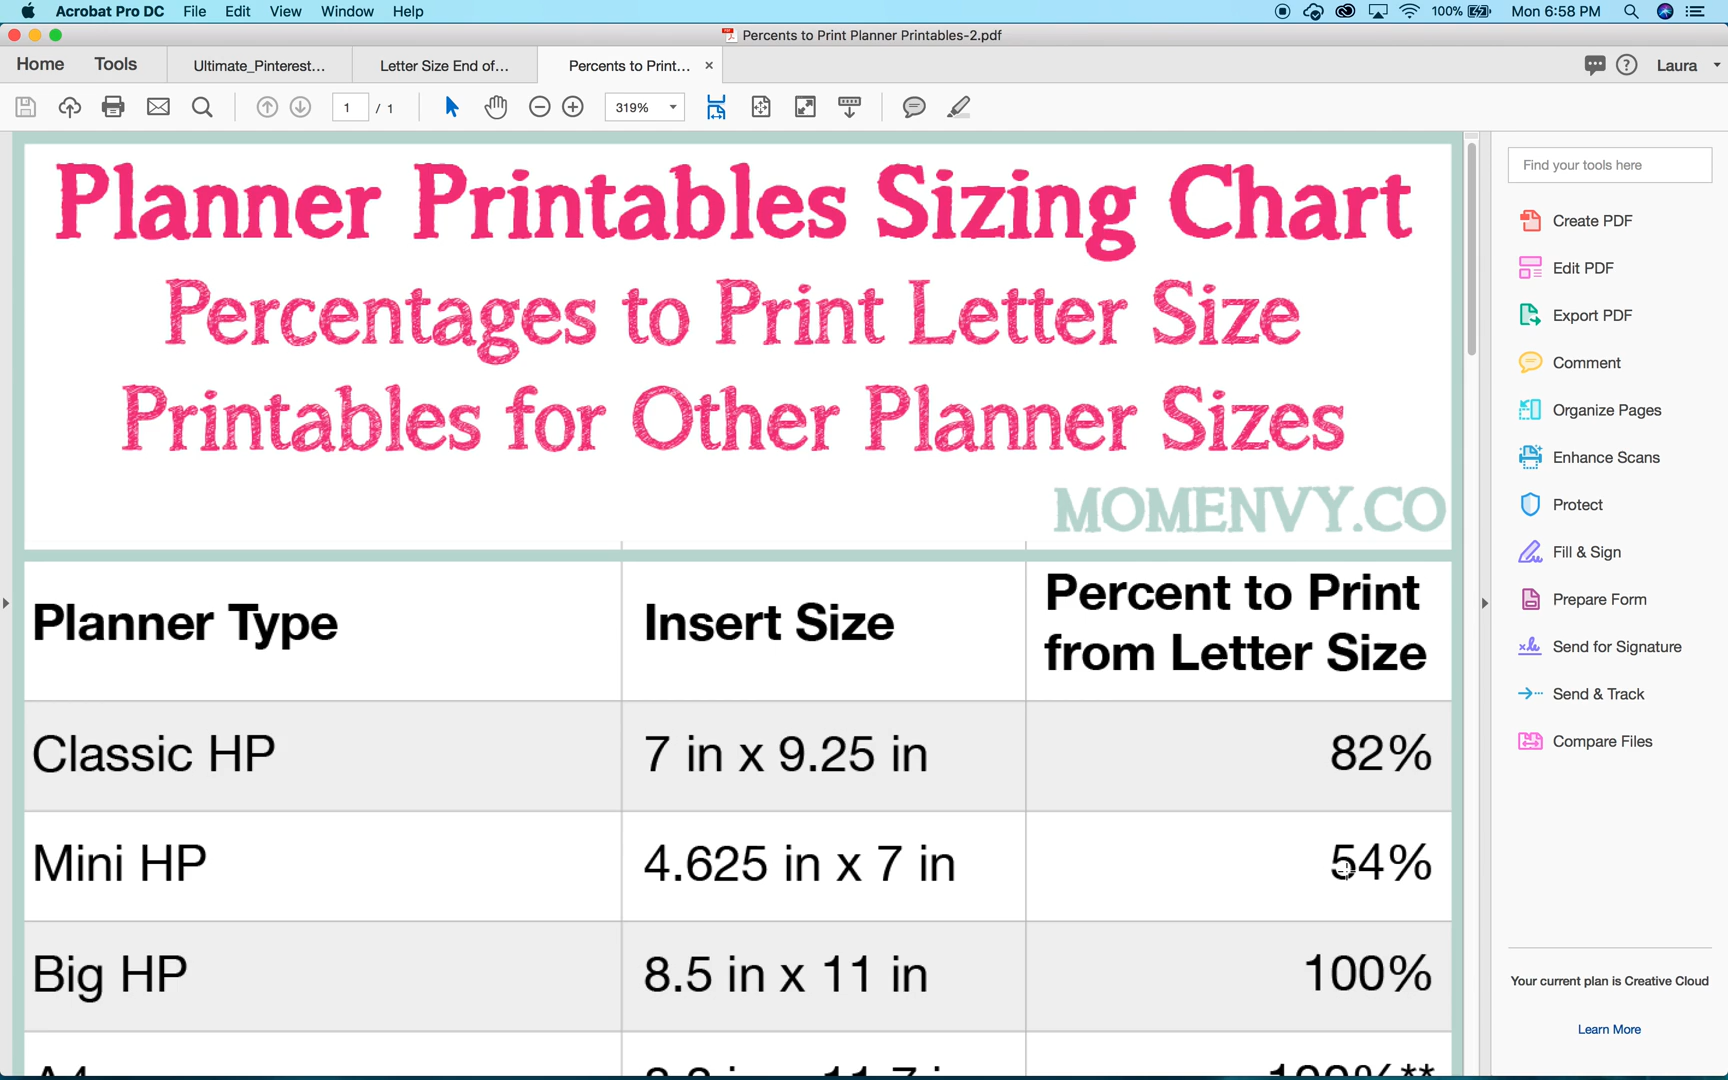 Acrobat Pro DC File Edit View Window Help 100% Mon 6:58 PM
Percents to Print Planner Printables-2.pdf
Home Tools Ultimate_Pinterest... Letter Size End of... Percents to Print... × Laura
1 / 1 319%
Find your tools here
Create PDF
Edit PDF
Export PDF
Comment
Organize Pages
Enhance Scans
Protect
Fill & Sign
Prepare Form
Send for Signature
Send & Track
Compare Files
Your current plan is Creative Cloud
Learn More
Planner Printables Sizing Chart
Percentages to Print Letter Size
Printables for Other Planner Sizes
MOMENVY.CO
Planner Type Insert Size Percent to Print from Letter Size
Classic HP 7 in x 9.25 in 82%
Mini HP 4.625 in x 7 in 54%
Big HP 8.5 in x 11 in 100%
A4 100%**